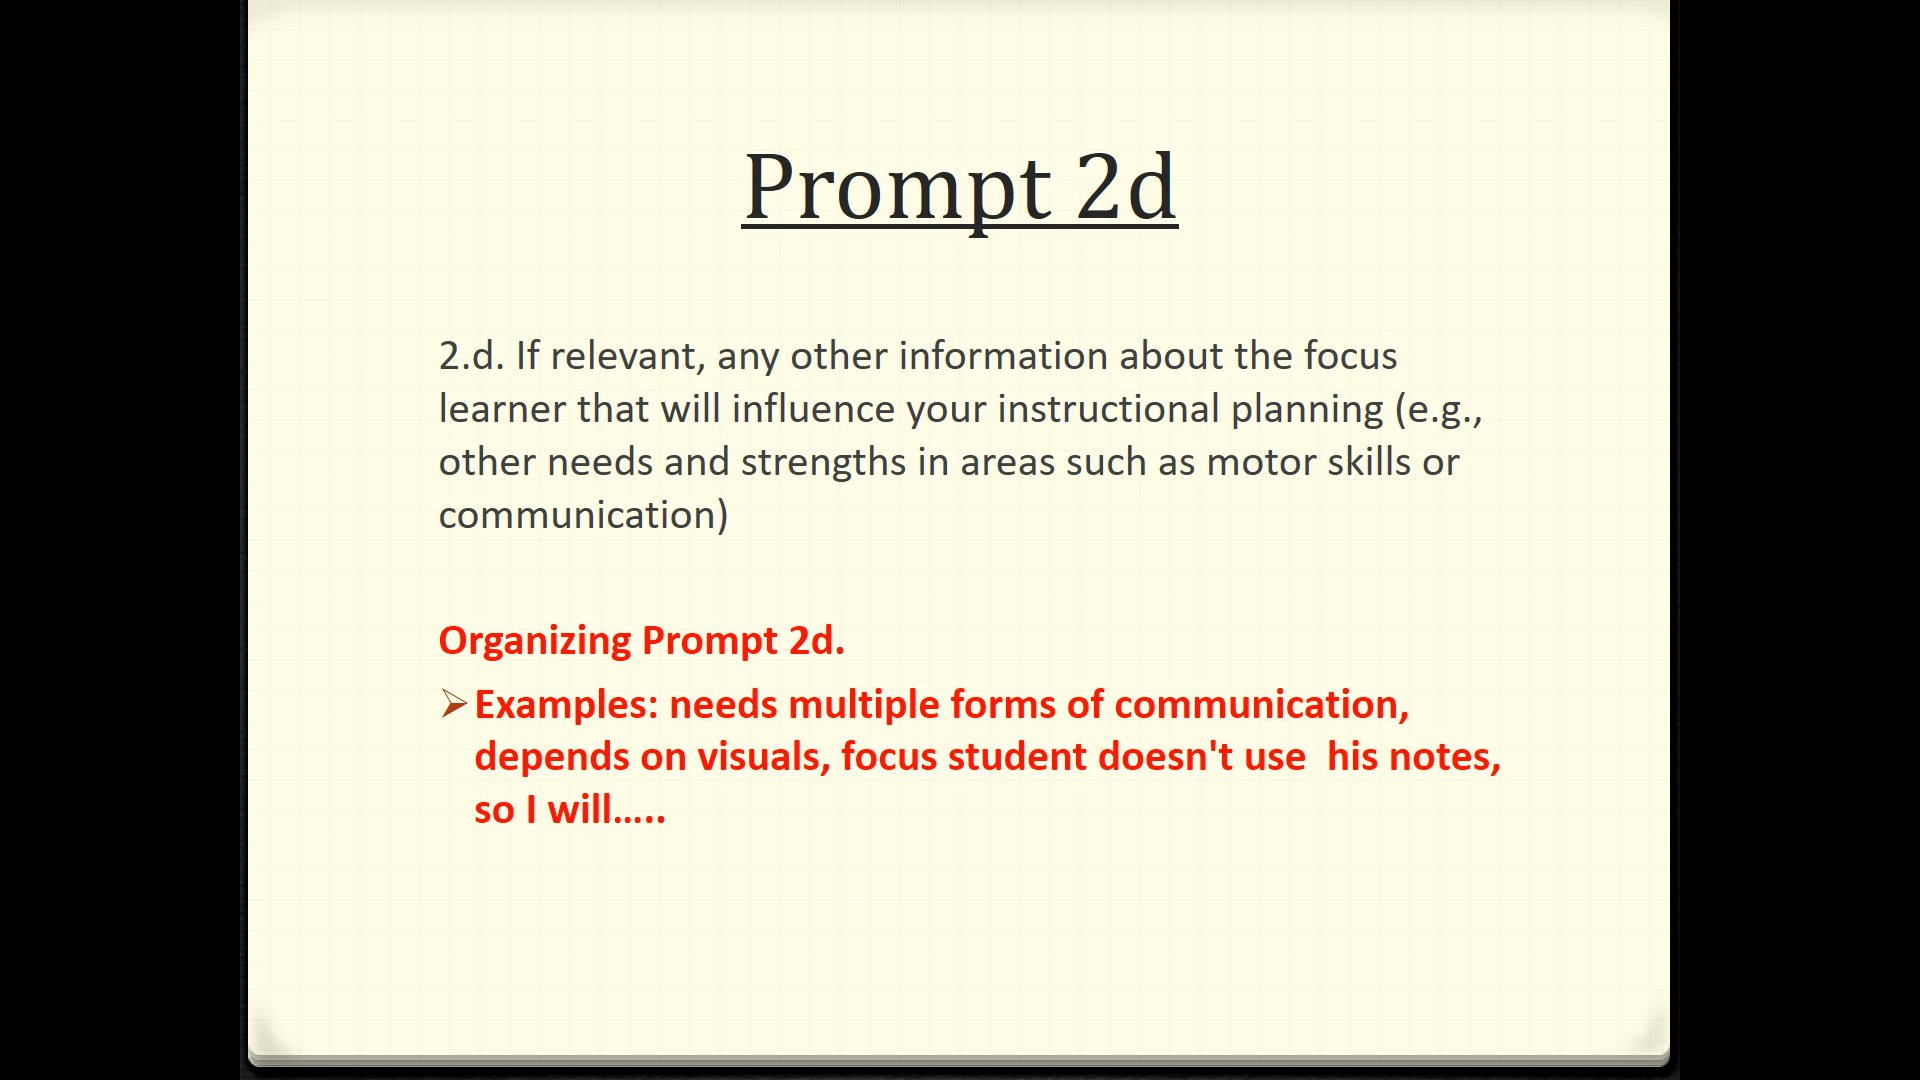 Prompt 2d
2.d. If relevant, any other information about the focus
learner that will influence your instructional planning (e.g.,
other needs and strengths in areas such as motor skills or
communication)
Organizing Prompt 2d.
Examples: needs multiple forms of communication,
depends on visuals, focus student doesn't use  his notes,
so I will…..